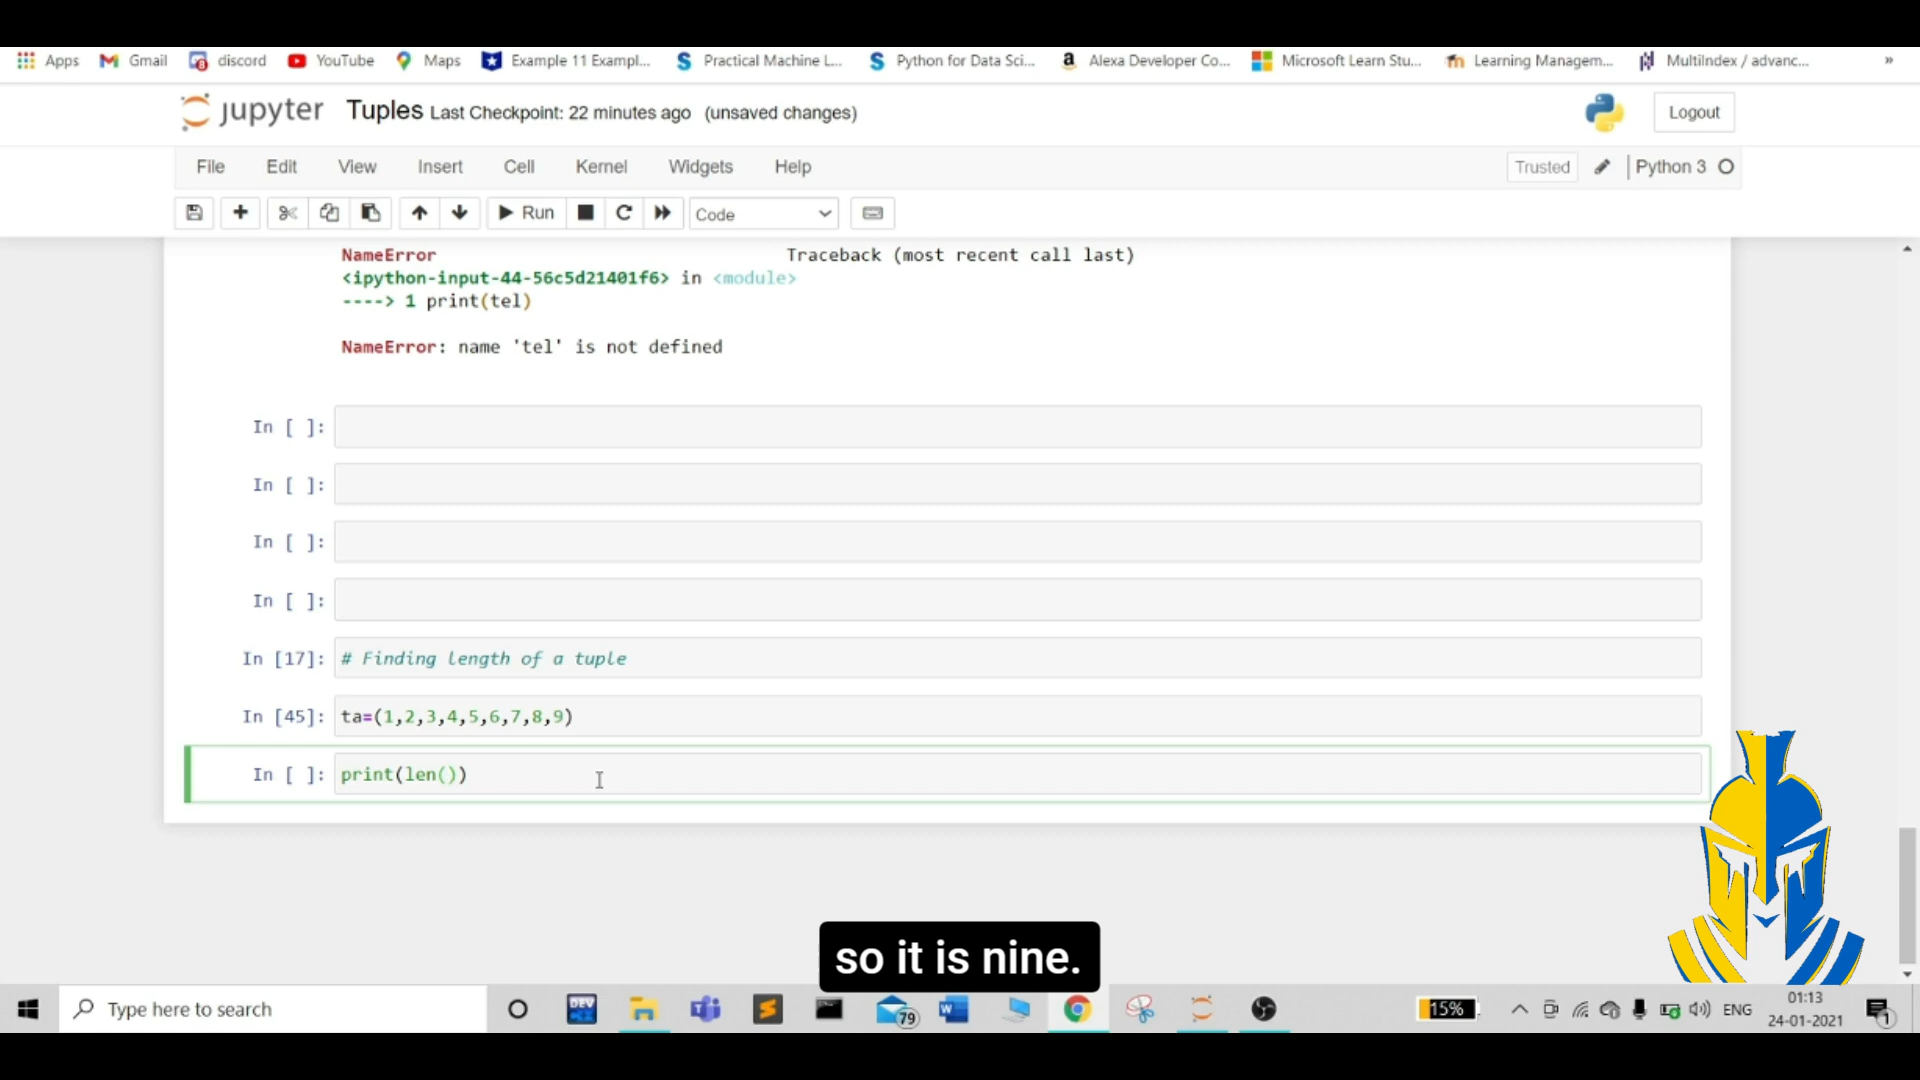 Apps Gmail discord YouTube Maps Example 11 Exampl... Practical Machine L... Python for Data Sci... Alexa Developer Co... Microsoft Learn Stu... Learning Managem... MultiIndex / advanc... »
jupyter Tuples Last Checkpoint: 22 minutes ago (unsaved changes) Logout
File Edit View Insert Cell Kernel Widgets Help Trusted Python 3
Run Code
NameError Traceback (most recent call last)
<ipython-input-44-56c5d21401f6> in <module>
----> 1 print(tel)
NameError: name 'tel' is not defined
In [ ]:
In [ ]:
In [ ]:
In [ ]:
In [17]: # Finding length of a tuple
In [45]: ta=(1,2,3,4,5,6,7,8,9)
In [ ]: print(len())
so it is nine.
Type here to search DEV 79 15% ENG 01:13
24-01-2021 1